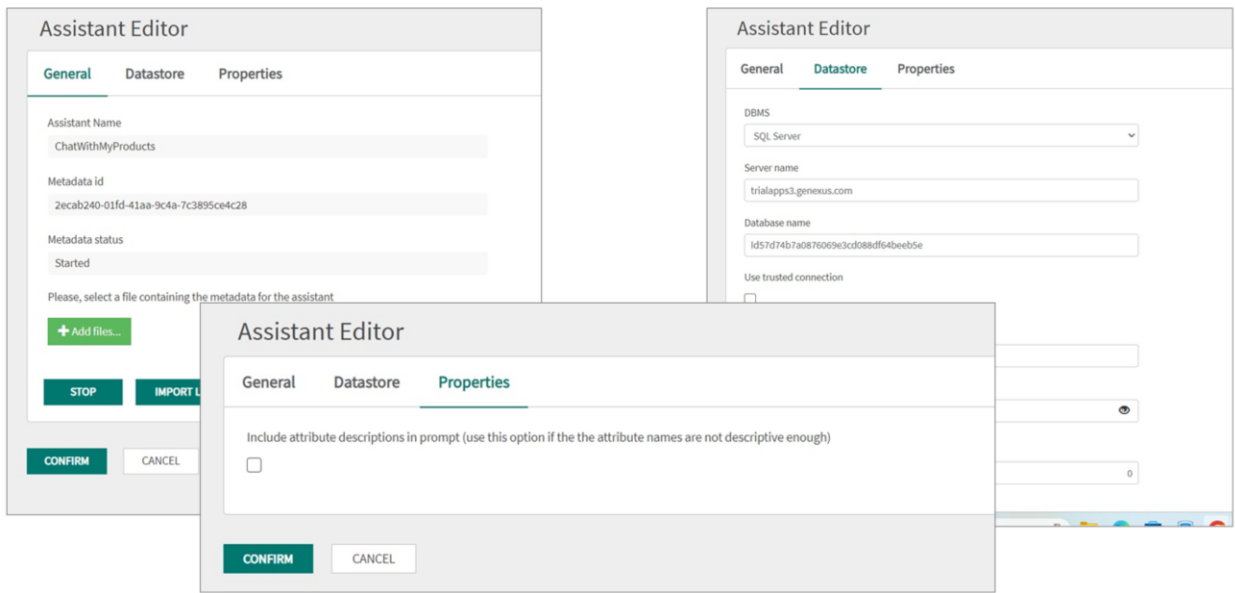 Assistant Editor
General Datastore Properties
Assistant Name
ChatWithMyProducts
Metadata id
2ecab240-01fd-41aa-9c4a-7c3895ce4c28
Metadata status
Started
Please, select a file containing the metadata for the assistant
Add files...
STOP IMPORT L
CONFIRM CANCEL
Assistant Editor
General Datastore Properties
DBMS
SQL Server
Server name
trialapps3.genexus.com
Database name
Id57d74b7a0876069e3cd088df64beeb5e
Use trusted connection
0
Assistant Editor
General Datastore Properties
Include attribute descriptions in prompt (use this option if the the attribute names are not descriptive enough)
CONFIRM CANCEL